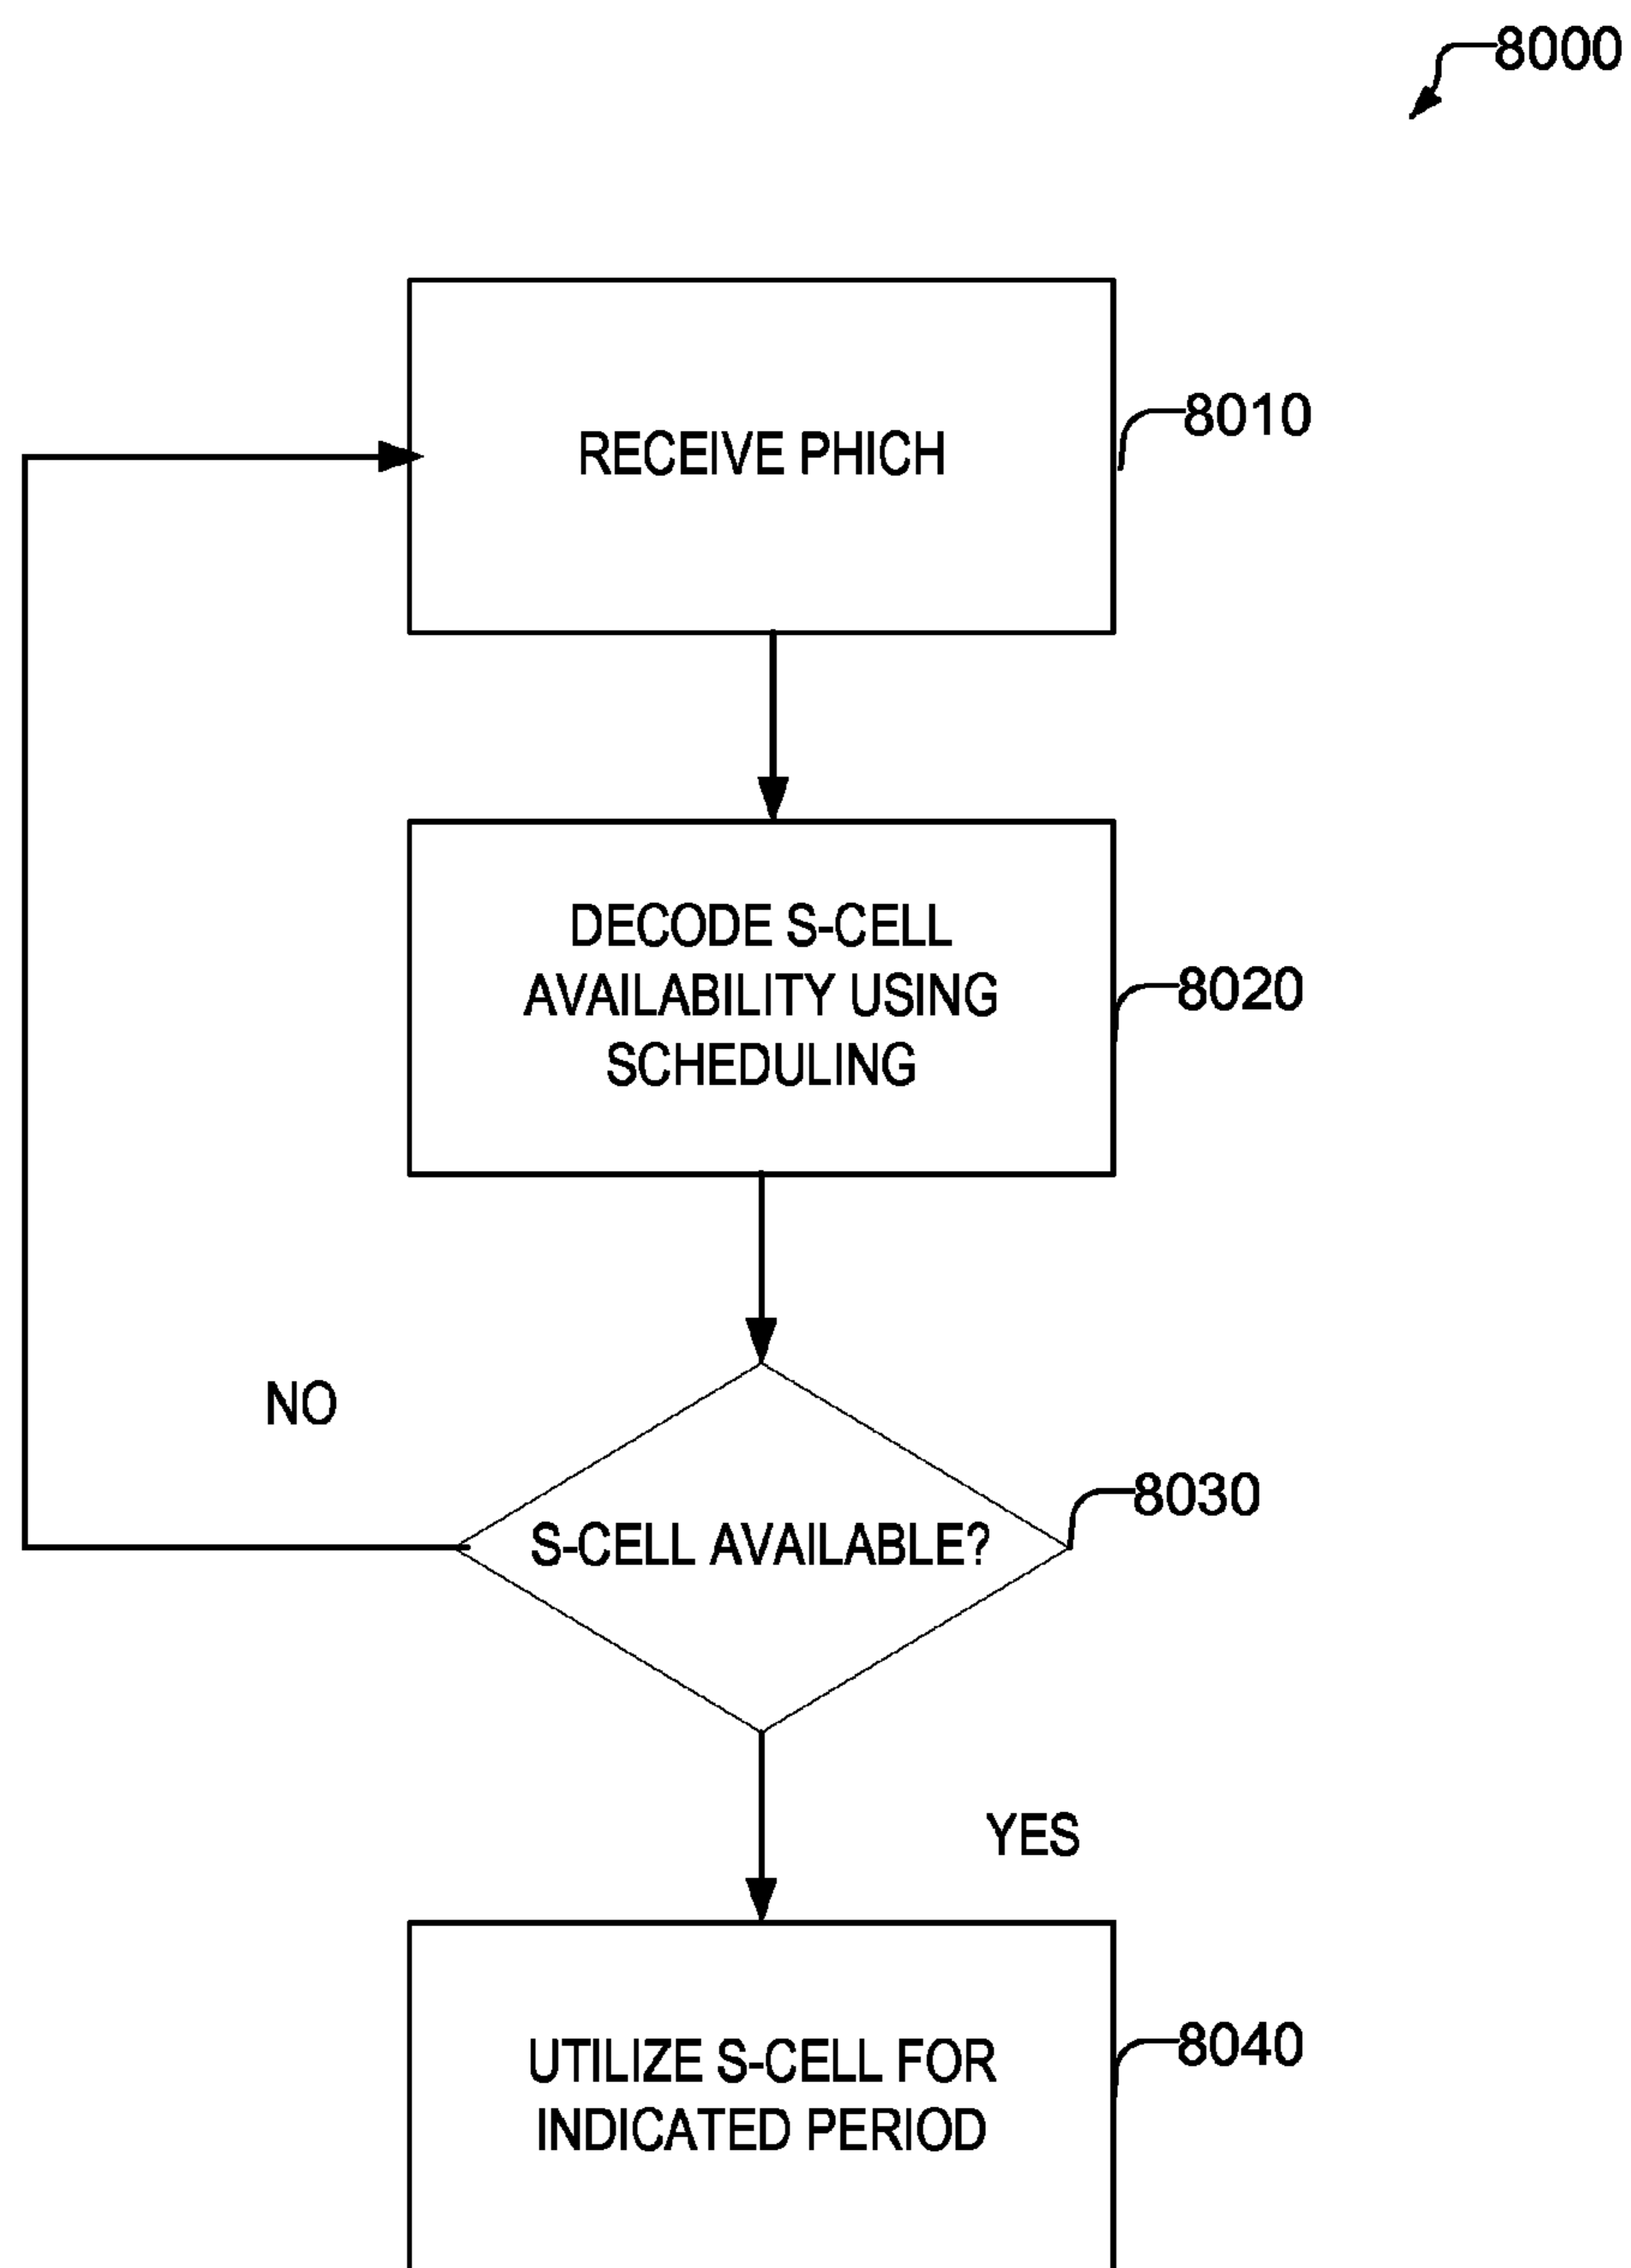 8000
RECEIVE PHICH
8010
DECODE S-CELL
AVAILABILITY USING
SCHEDULING
8020
NO
S-CELL AVAILABLE?
8030
YES
UTILIZE S-CELL FOR
INDICATED PERIOD
8040